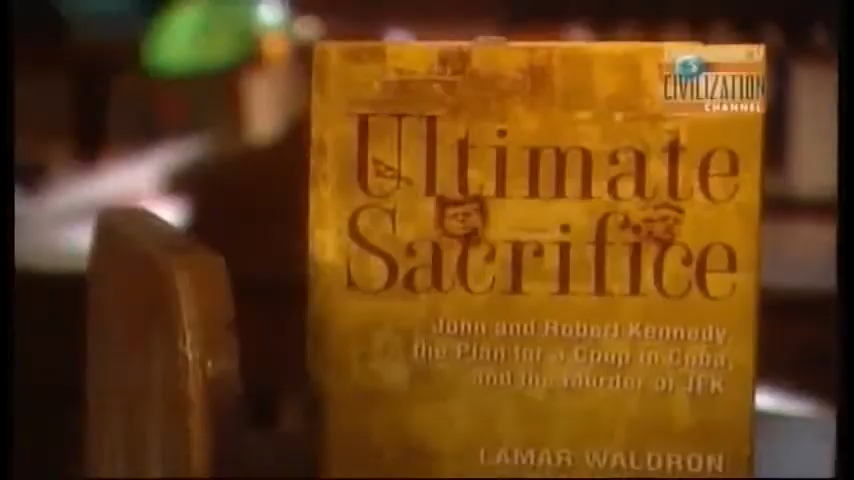 CIVILIZATION
CHANNEL
Ultimate
Sacrifice
John and Robert Kennedy,
the Plan for a Coup in Cuba,
and the Murder of JFK
LAMAR WALDRON